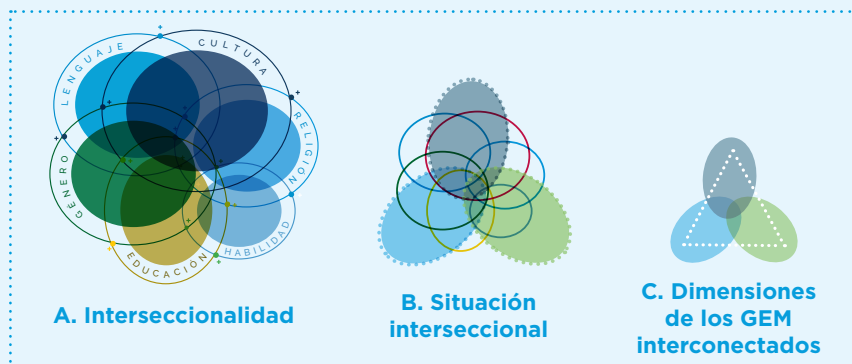 LENGUAJE
CULTURA
RELIGIÓN
GÉNERO
HABILIDAD
EDUCACIÓN
A. Interseccionalidad
B. Situación
interseccional
C. Dimensiones
de los GEM
interconectados